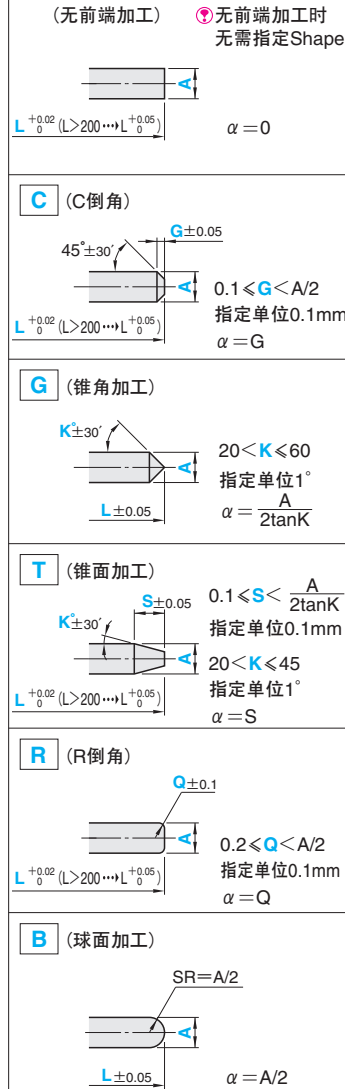 (无前端加工) ?无前端加工时
无需指定Shape
A
L +0.02 0 (L>200…→L +0.05 0)
α=0
C (C倒角)
G±0.05
45°±30′
A
0.1≤G<A/2
指定单位0.1mm
L +0.02 0 (L>200…→L +0.05 0)
α=G
G (锥角加工)
K°±30′
A
20<K≤60
指定单位1°
L±0.05
α= A/2tanK
T (锥面加工)
S±0.05
0.1≤S< A/2tanK
K°±30′
指定单位0.1mm
A
20<K≤45
指定单位1°
L +0.02 0 (L>200…→L +0.05 0)
α=S
R (R倒角)
Q±0.1
A
0.2≤Q<A/2
指定单位0.1mm
L +0.02 0 (L>200…→L +0.05 0)
α=Q
B (球面加工)
SR=A/2
A
L±0.05
α=A/2